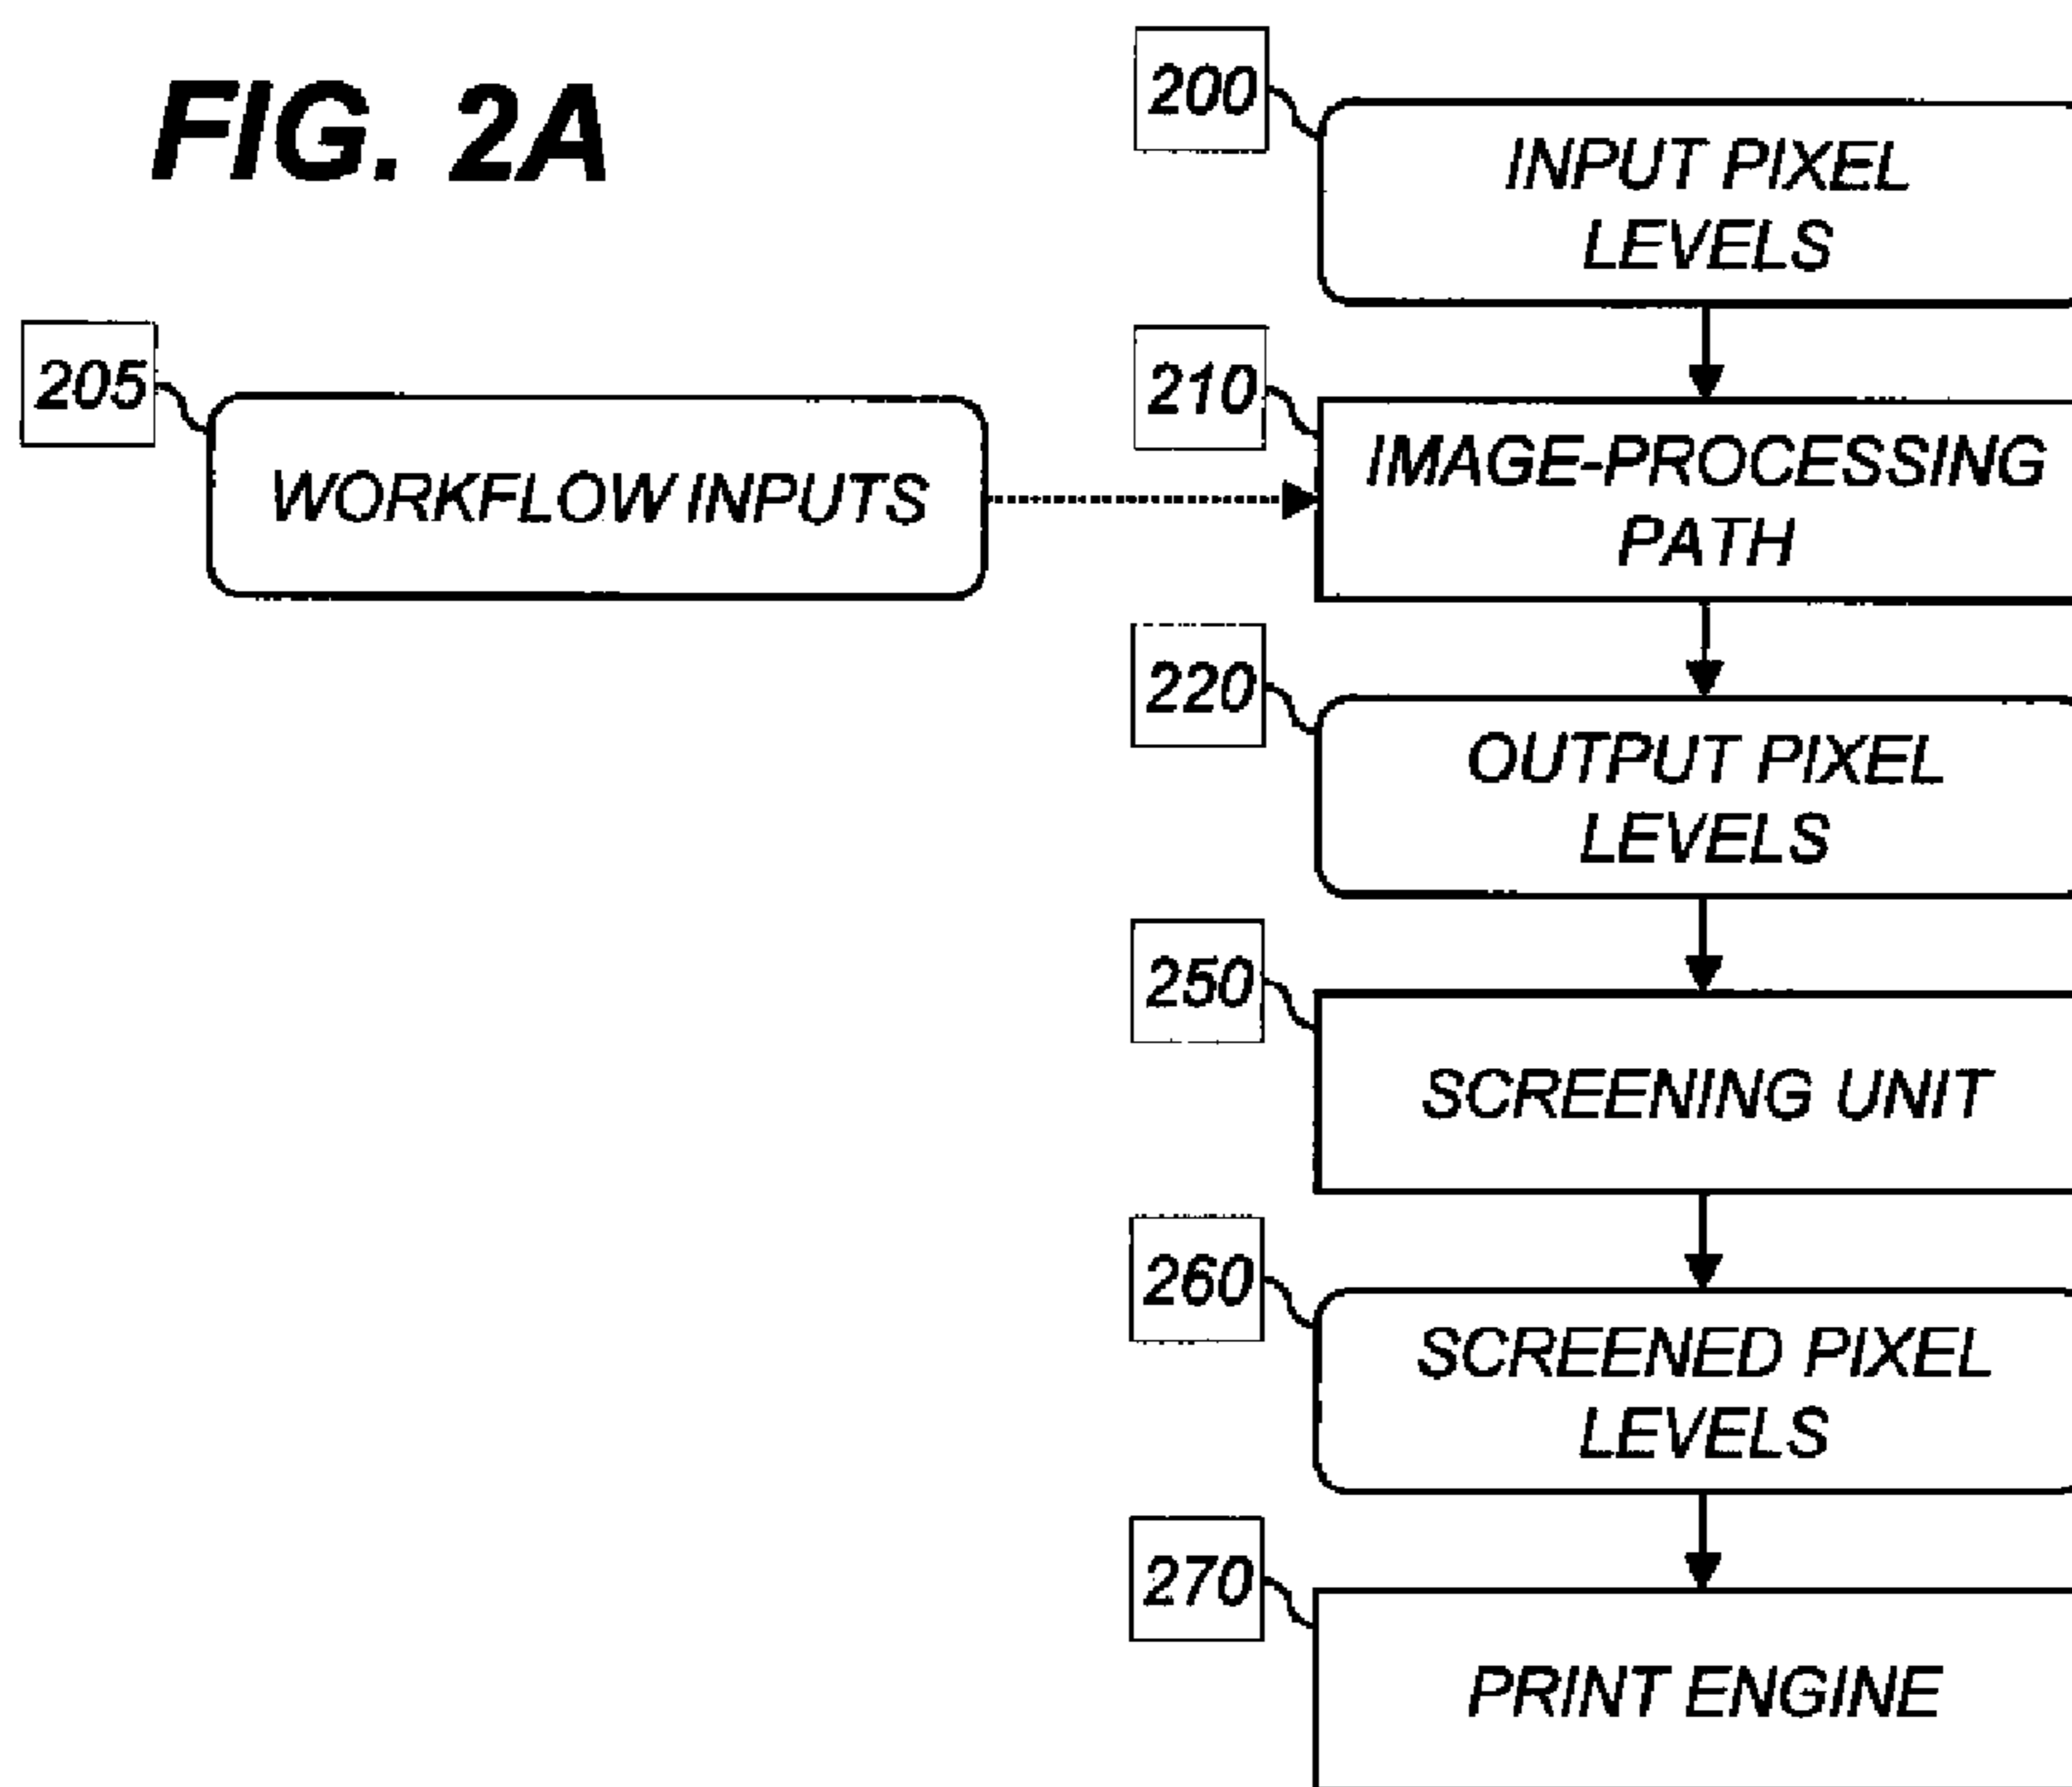 FIG. 2A
200
INPUT PIXEL
LEVELS
205
WORKFLOW INPUTS
210
IMAGE-PROCESSING
PATH
220
OUTPUT PIXEL
LEVELS
250
SCREENING UNIT
260
SCREENED PIXEL
LEVELS
270
PRINT ENGINE